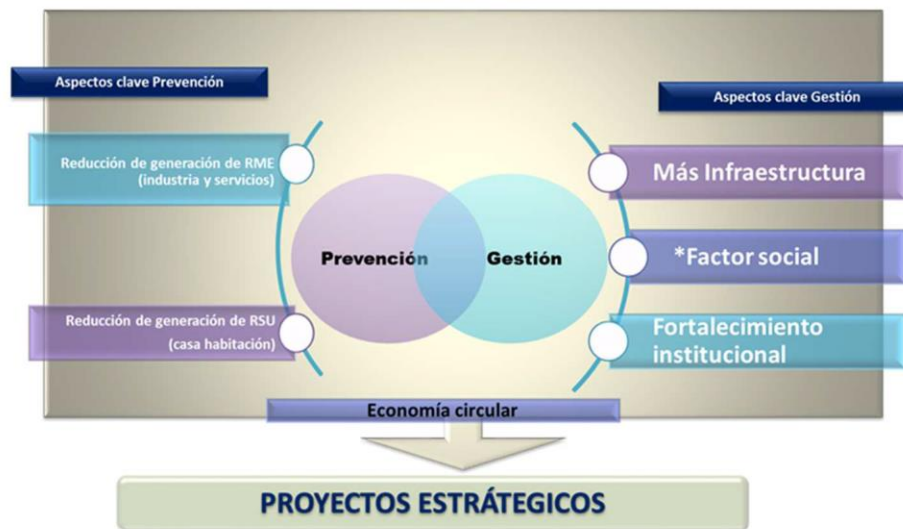 Aspectos clave Prevención
Reducción de generación de RME
(industria y servicios)
Reducción de generación de RSU
(casa habitación)
Prevención
Gestión
Aspectos clave Gestión
Más Infraestructura
*Factor social
Fortalecimiento
institucional
Economía circular
PROYECTOS ESTRÁTEGICOS